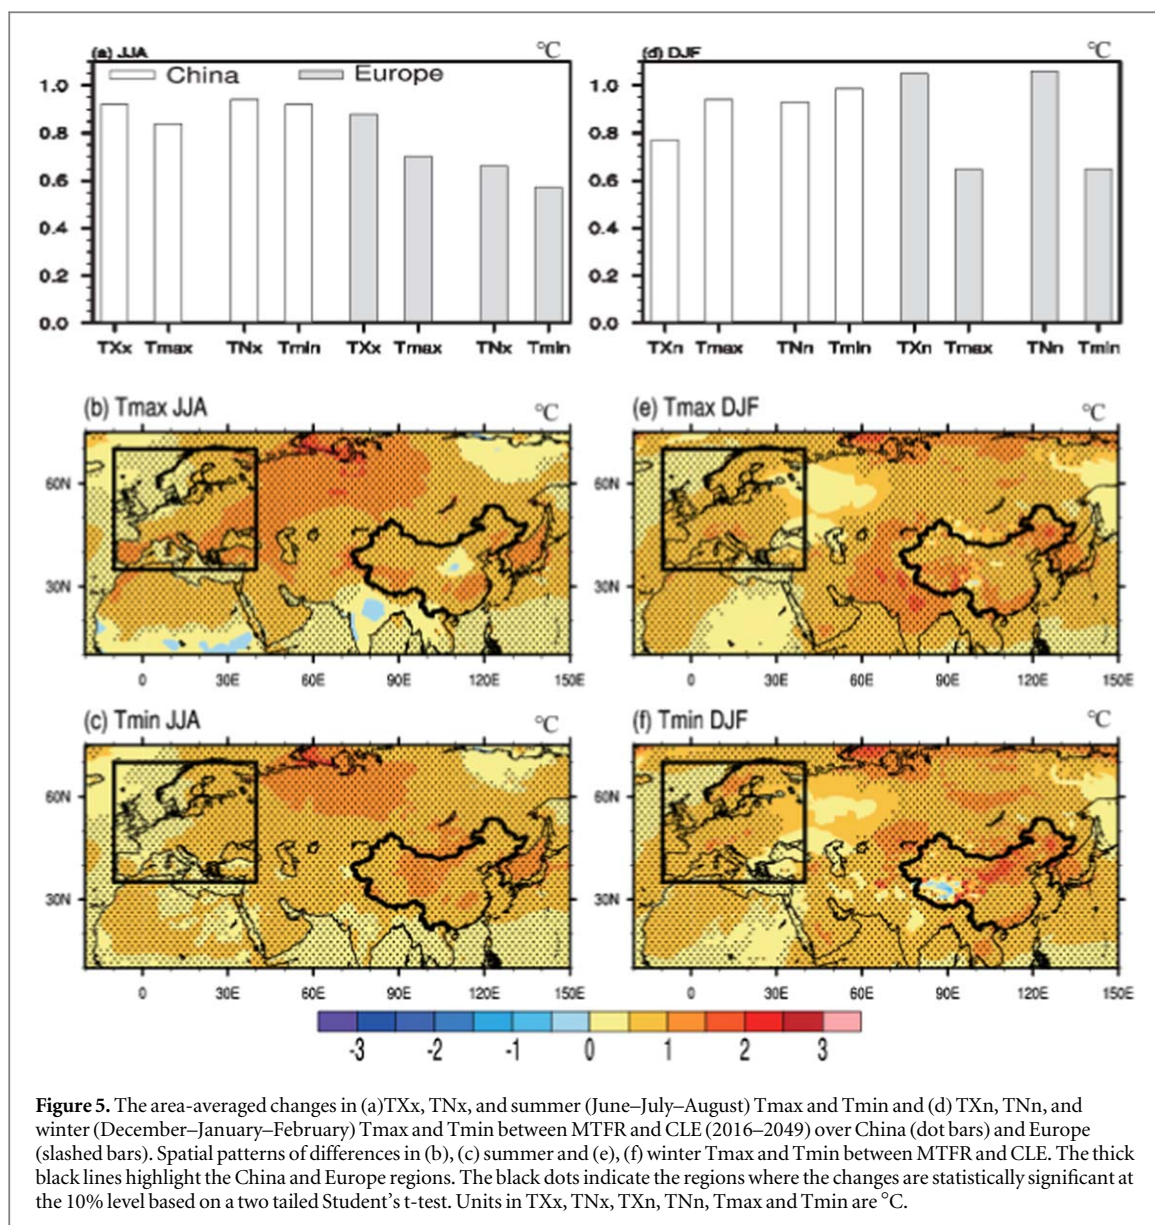 (a) JJA °C (d) DJF °C
China Europe
1.0 1.0
0.8 0.8
0.6 0.6
0.4 0.4
0.2 0.2
0.0 0.0
TXx Tmax TNx Tmin TXx Tmax TNx Tmin TXn Tmax TNn Tmin TXn Tmax TNn Tmin
(b) Tmax JJA °C (e) Tmax DJF °C
60N 60N
30N 30N
0 30E 60E 90E 120E 150E 0 30E 60E 90E 120E 150E
(c) Tmin JJA °C (f) Tmin DJF °C
60N 60N
30N 30N
0 30E 60E 90E 120E 150E 0 30E 60E 90E 120E 150E
-3 -2 -1 0 1 2 3
Figure 5. The area-averaged changes in (a)TXx, TNx, and summer (June–July–August) Tmax and Tmin and (d) TXn, TNn, and
winter (December–January–February) Tmax and Tmin between MTFR and CLE (2016–2049) over China (dot bars) and Europe
(slashed bars). Spatial patterns of differences in (b), (c) summer and (e), (f) winter Tmax and Tmin between MTFR and CLE. The thick
black lines highlight the China and Europe regions. The black dots indicate the regions where the changes are statistically significant at
the 10% level based on a two tailed Student's t-test. Units in TXx, TNx, TXn, TNn, Tmax and Tmin are °C.